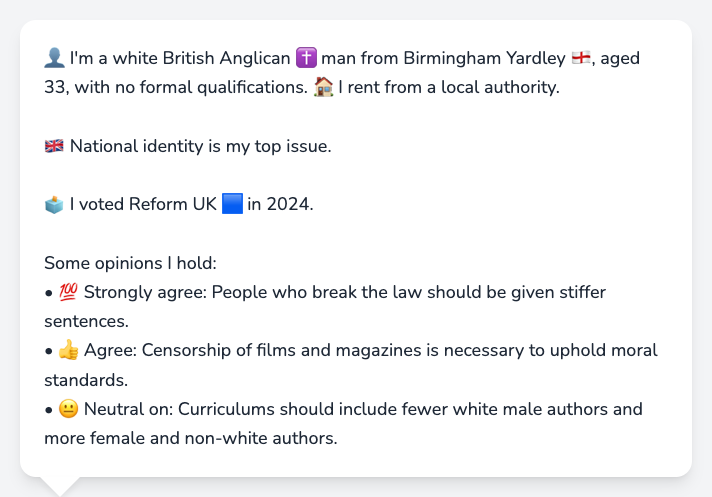 👤 I'm a white British Anglican ✝️ man from Birmingham Yardley 🏴󠁧󠁢󠁥󠁮󠁧󠁿, aged
33, with no formal qualifications. 🏠 I rent from a local authority.
🇬🇧 National identity is my top issue.
🗳️ I voted Reform UK 🟦 in 2024.
Some opinions I hold:
• 💯 Strongly agree: People who break the law should be given stiffer
sentences.
• 👍 Agree: Censorship of films and magazines is necessary to uphold moral
standards.
• 😐 Neutral on: Curriculums should include fewer white male authors and
more female and non-white authors.